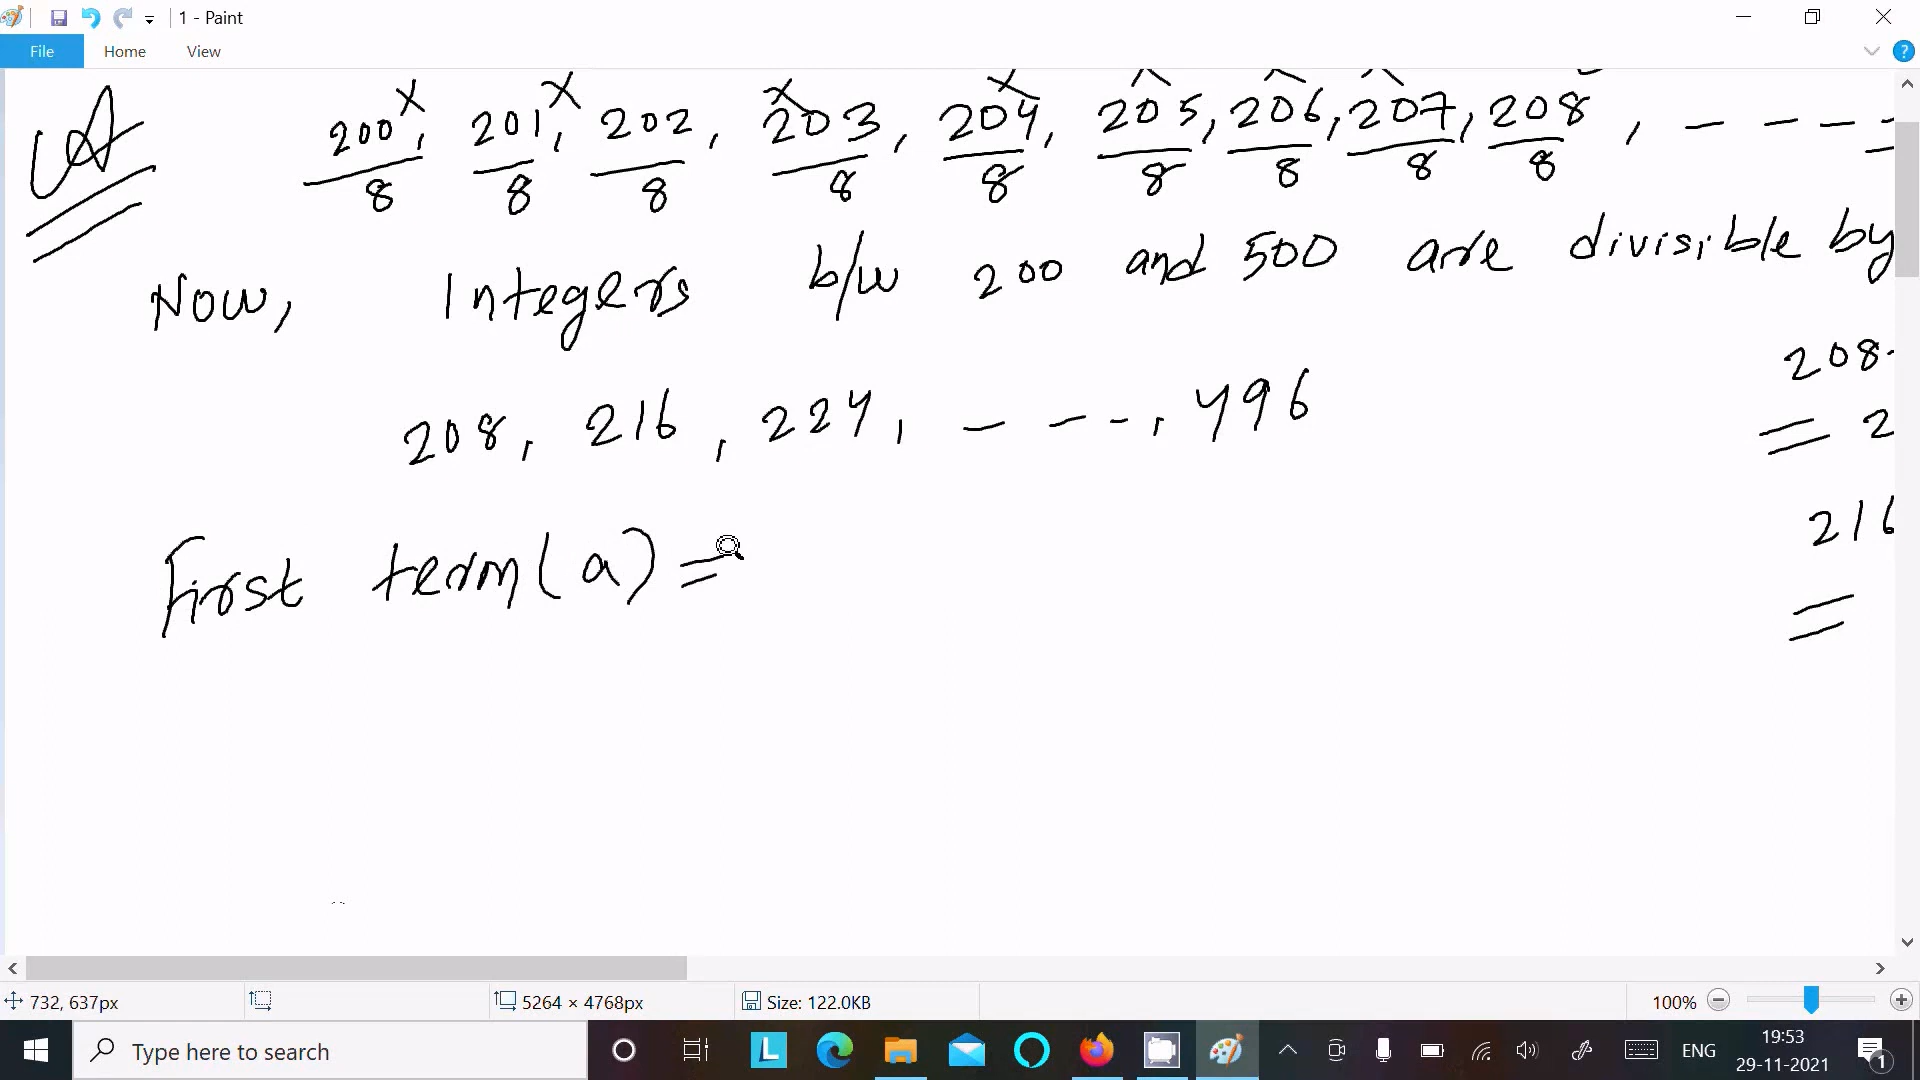 1 - Paint
File Home View
A 200/8, 201/8, 202/8, 203/8, 204/8, 205/8, 206/8, 207/8, 208/8, - - - -
Now, Integers b/w 200 and 500 are divisible by
208, 216, 224, - - -, 496
208-
= 2
First term(a) =
216
=
732, 637px 5264 × 4768px Size: 122.0KB 100%
Type here to search
ENG
19:53
29-11-2021
1